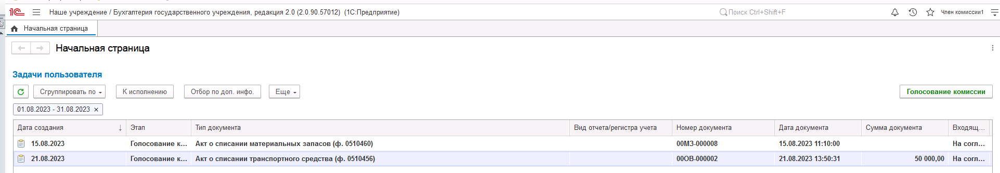 1С Наше учреждение / Бухгалтерия государственного учреждения, редакция 2.0 (2.0.90.57012) (1С:Предприятие) Поиск Ctrl+Shift+F Член комиссии1
Начальная страница
Начальная страница
Задачи пользователя
Сгруппировать по К исполнению Отбор по доп. инфо. Еще Голосование комиссии
01.08.2023 - 31.08.2023 ×
Дата создания ↓ Этап Тип документа Вид отчета/регистра учета Номер документа Дата документа Сумма документа Входящ...
15.08.2023 Голосование к... Акт о списании материальных запасов (ф. 0510460) 00МЗ-000008 15.08.2023 11:10:00 На согл...
21.08.2023 Голосование к... Акт о списании транспортного средства (ф. 0510456) 00ОВ-000002 21.08.2023 13:50:31 50 000,00 На согл...